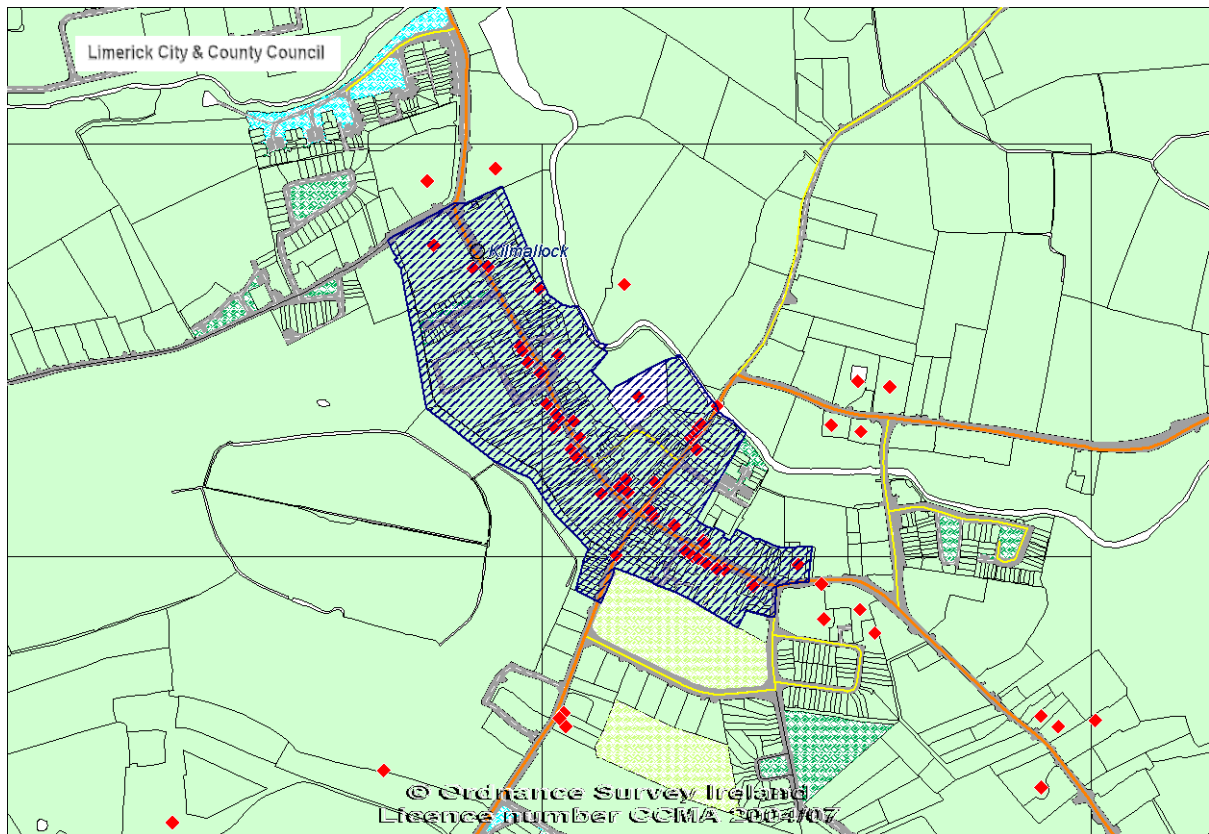 Limerick City & County Council
Kilmallock
© Ordnance Survey Ireland
Licence number CCMA 2004/07